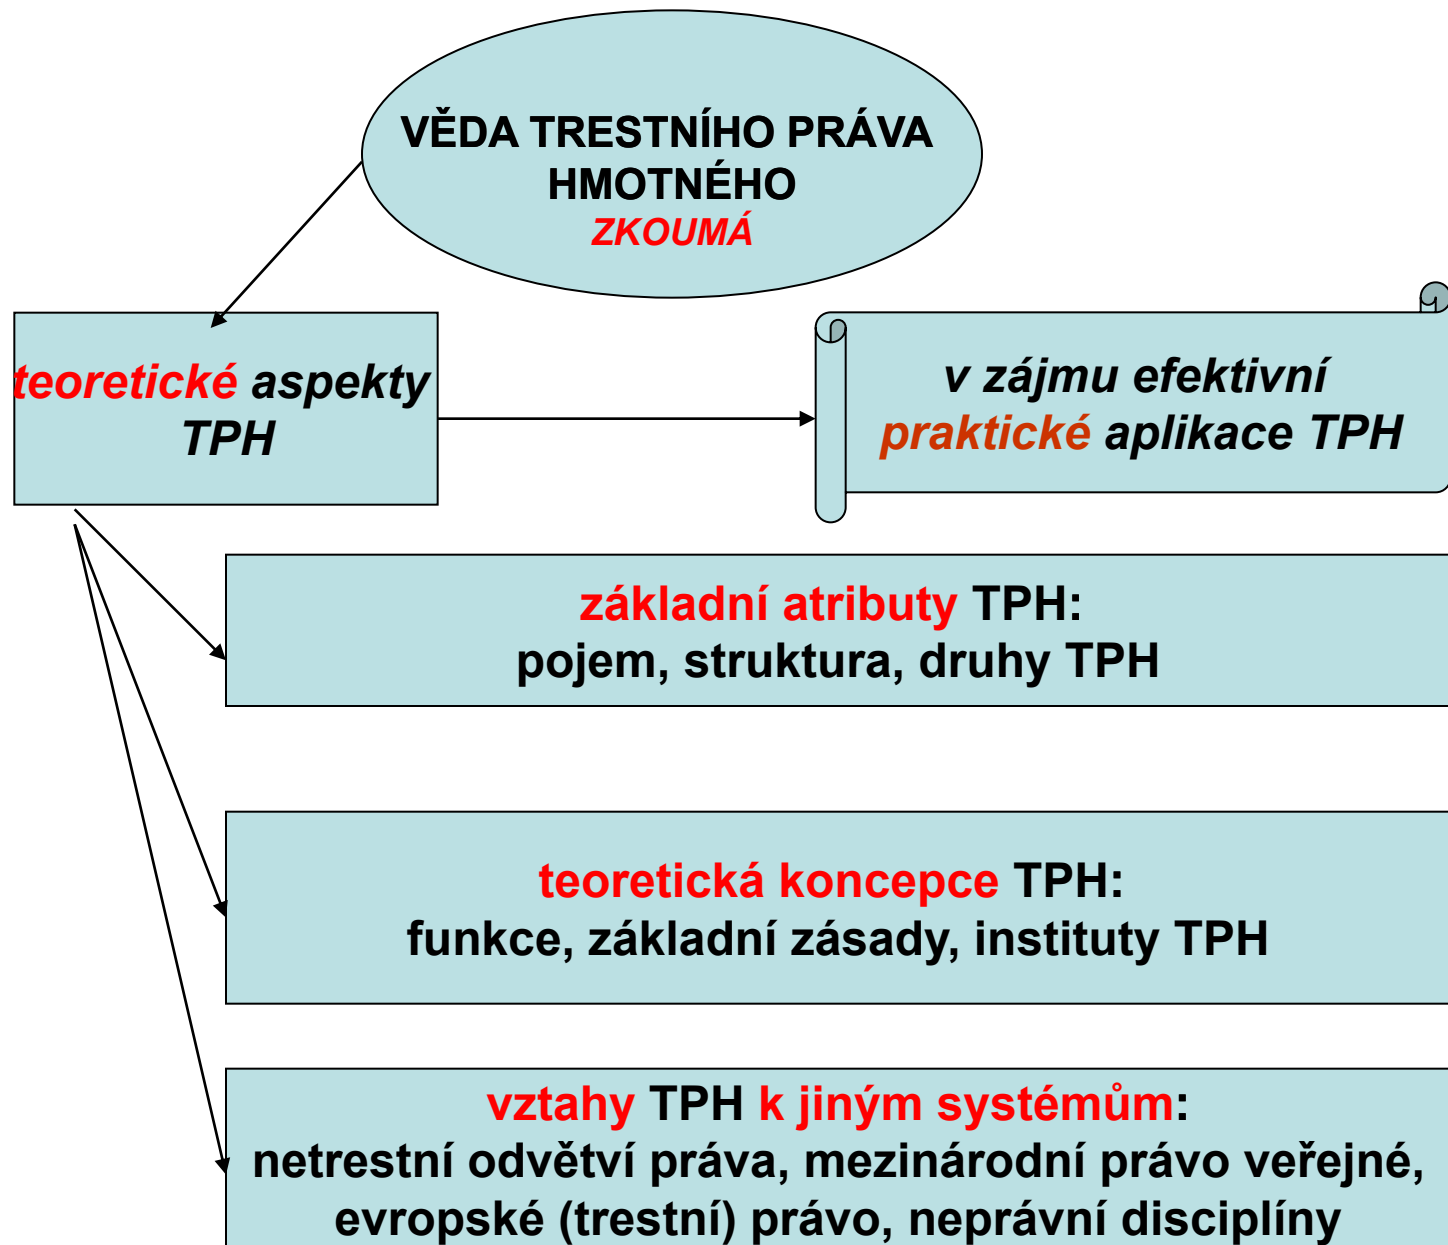 VĚDA TRESTNÍHO PRÁVA
HMOTNÉHO
ZKOUMÁ
teoretické aspekty
TPH
v zájmu efektivní
praktické aplikace TPH
základní atributy TPH:
pojem, struktura, druhy TPH
teoretická koncepce TPH:
funkce, základní zásady, instituty TPH
vztahy TPH k jiným systémům:
netrestní odvětví práva, mezinárodní právo veřejné,
evropské (trestní) právo, neprávní disciplíny